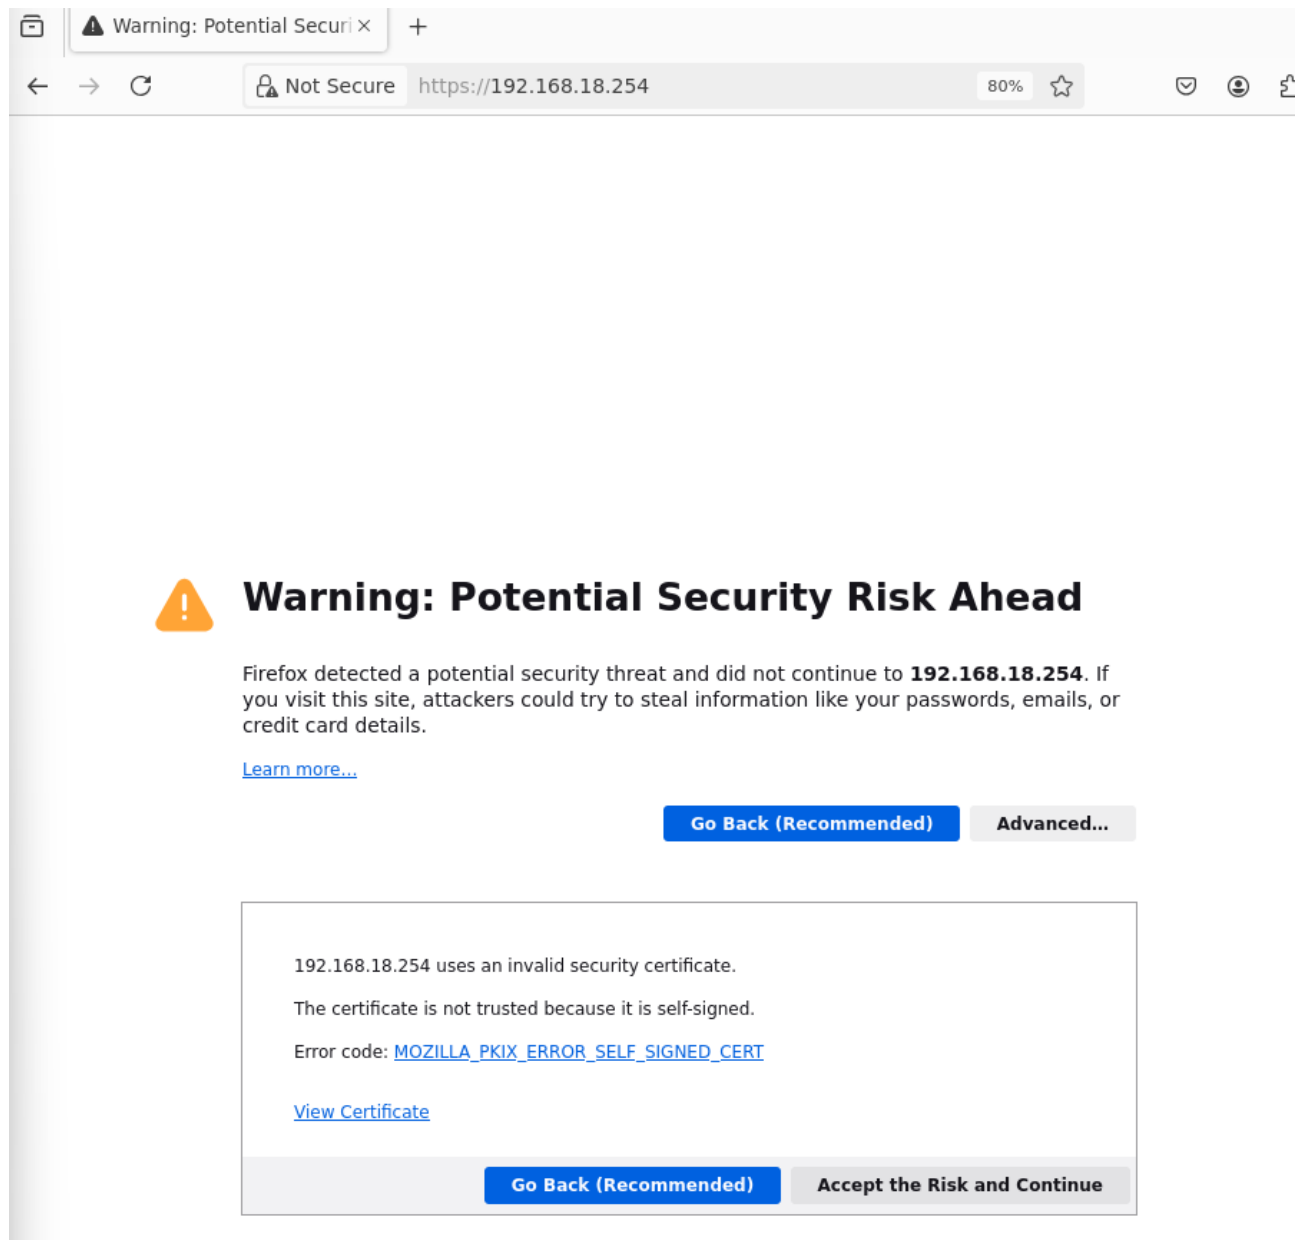 Warning: Potential Securi
Not Secure https://192.168.18.254 80%
Warning: Potential Security Risk Ahead
Firefox detected a potential security threat and did not continue to 192.168.18.254. If
you visit this site, attackers could try to steal information like your passwords, emails, or
credit card details.
Learn more...
Go Back (Recommended) Advanced...
192.168.18.254 uses an invalid security certificate.
The certificate is not trusted because it is self-signed.
Error code: MOZILLA_PKIX_ERROR_SELF_SIGNED_CERT
View Certificate
Go Back (Recommended) Accept the Risk and Continue